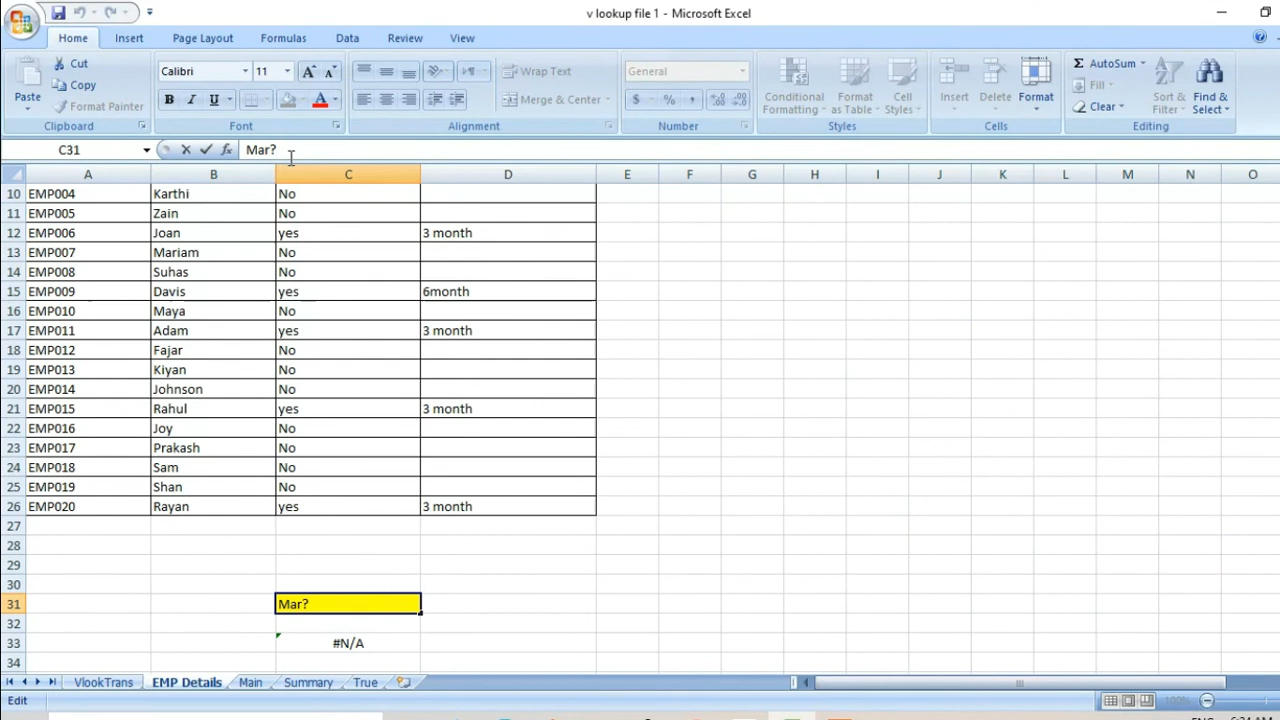 v lookup file 1 - Microsoft Excel
Home Insert Page Layout Formulas Data Review View
Paste
Cut
Copy
Format Painter
Clipboard
Calibri 11 A A
B I U A
Font
Wrap Text
Merge & Center
Alignment
General
$ % ,
Number
Conditional Formatting
Format as Table
Cell Styles
Styles
Insert Delete Format
Cells
Σ AutoSum
Fill
Clear
Sort & Filter
Find & Select
Editing
C31 fx Mar?
A B C D E F G H I J K L M N O
10 EMP004 Karthi No
11 EMP005 Zain No
12 EMP006 Joan yes 3 month
13 EMP007 Mariam No
14 EMP008 Suhas No
15 EMP009 Davis yes 6month
16 EMP010 Maya No
17 EMP011 Adam yes 3 month
18 EMP012 Fajar No
19 EMP013 Kiyan No
20 EMP014 Johnson No
21 EMP015 Rahul yes 3 month
22 EMP016 Joy No
23 EMP017 Prakash No
24 EMP018 Sam No
25 EMP019 Shan No
26 EMP020 Rayan yes 3 month
27
28
29
30
31 Mar?
32
33 #N/A
34
VlookTrans EMP Details Main Summary True
Edit 100%